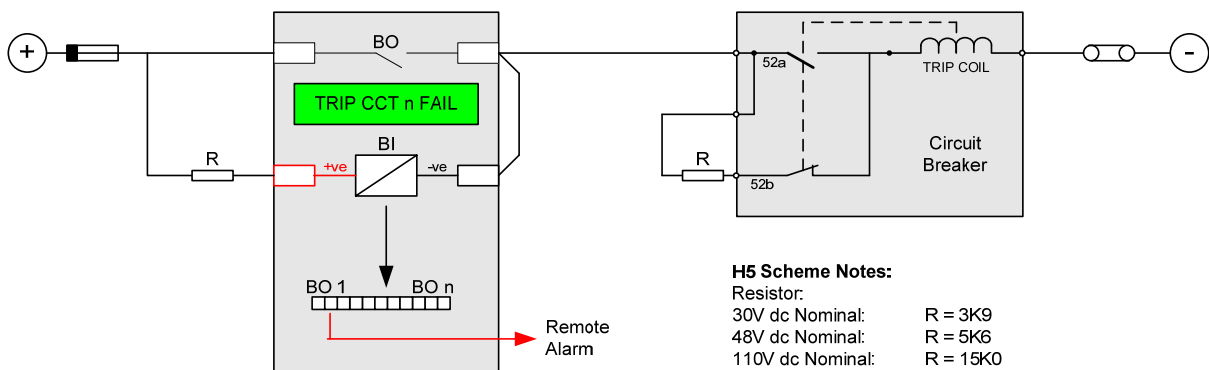 +
BO
TRIP CCT n FAIL
R
+ve
BI
-ve
BO 1
BO n
Remote
Alarm
52a
TRIP COIL
-
Circuit
Breaker
R
52b
H5 Scheme Notes:
Resistor:
30V dc Nominal: R = 3K9
48V dc Nominal: R = 5K6
110V dc Nominal: R = 15K0